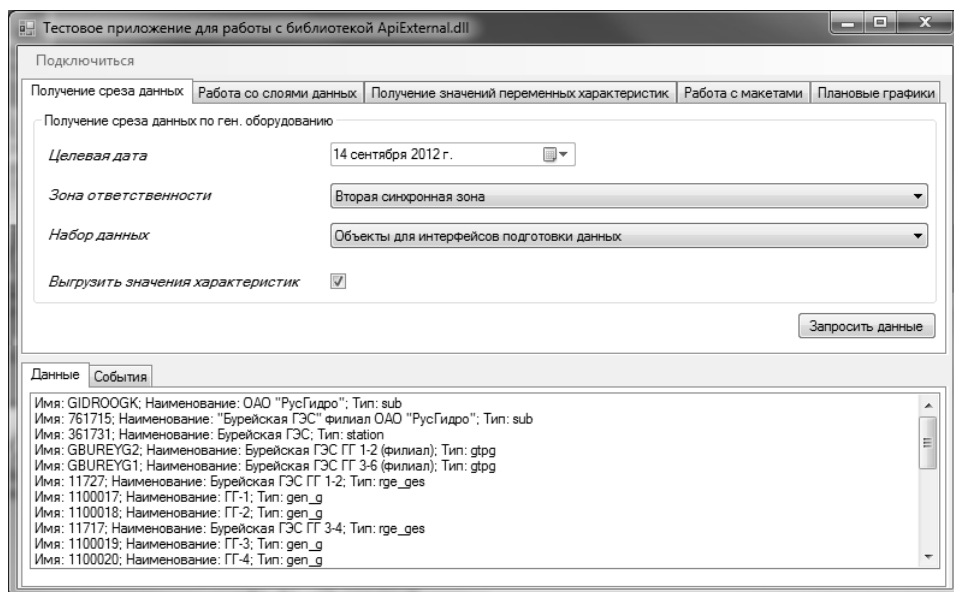 Тестовое приложение для работы с библиотекой ApiExternal.dll
Подключиться
Получение среза данных Работа со слоями данных Получение значений переменных характеристик Работа с макетами Плановые графики
Получение среза данных по ген. оборудованию
Целевая дата 14 сентября 2012 г.
Зона ответственности Вторая синхронная зона
Набор данных Объекты для интерфейсов подготовки данных
Выгрузить значения характеристик
Запросить данные
Данные События
Имя: GIDROOGK; Наименование: ОАО "РусГидро"; Тип: sub
Имя: 761715; Наименование: "Бурейская ГЭС" филиал ОАО "РусГидро"; Тип: sub
Имя: 361731; Наименование: Бурейская ГЭС; Тип: station
Имя: GBUREYG2; Наименование: Бурейская ГЭС ГГ 1-2 (филиал); Тип: gtpg
Имя: GBUREYG1; Наименование: Бурейская ГЭС ГГ 3-6 (филиал); Тип: gtpg
Имя: 11727; Наименование: Бурейская ГЭС ГГ 1-2; Тип: rge_ges
Имя: 1100017; Наименование: ГГ-1; Тип: gen_g
Имя: 1100018; Наименование: ГГ-2; Тип: gen_g
Имя: 11717; Наименование: Бурейская ГЭС ГГ 3-4; Тип: rge_ges
Имя: 1100019; Наименование: ГГ-3; Тип: gen_g
Имя: 1100020; Наименование: ГГ-4; Тип: gen_g